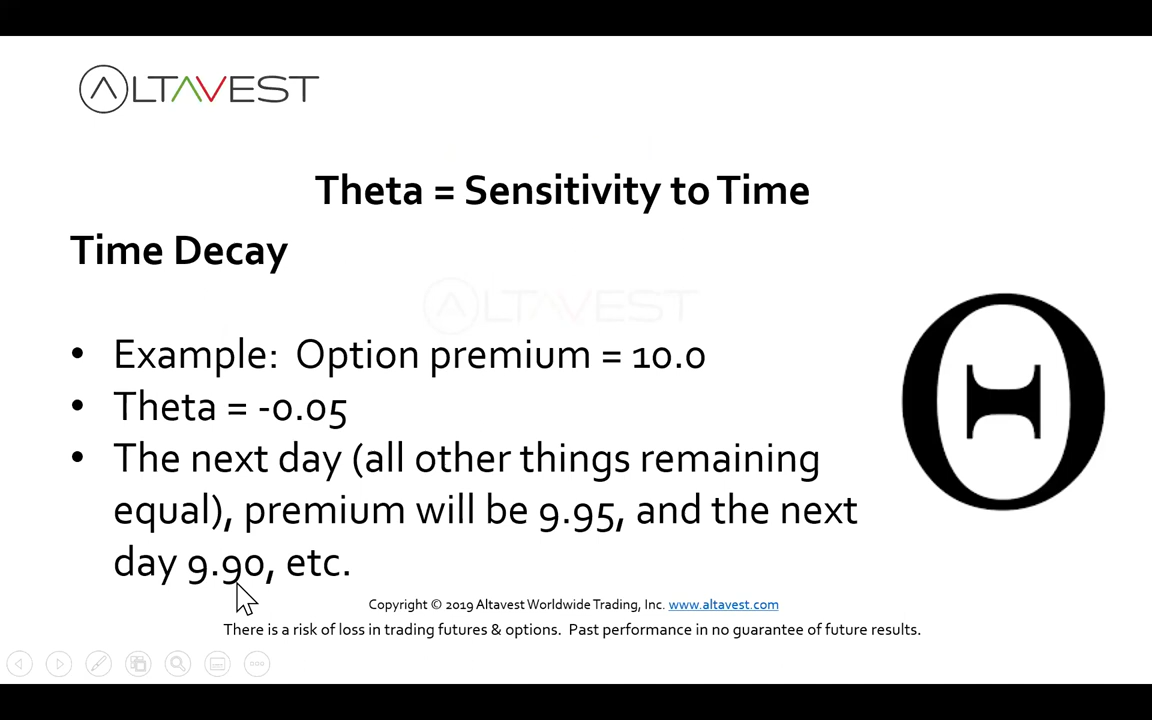 ALTAVEST
Theta = Sensitivity to Time
Time Decay
ALTAVEST
• Example: Option premium = 10.0
• Theta = -0.05
• The next day (all other things remaining
equal), premium will be 9.95, and the next
day 9.90, etc.
Θ
Copyright © 2019 Altavest Worldwide Trading, Inc. www.altavest.com
There is a risk of loss in trading futures & options. Past performance in no guarantee of future results.